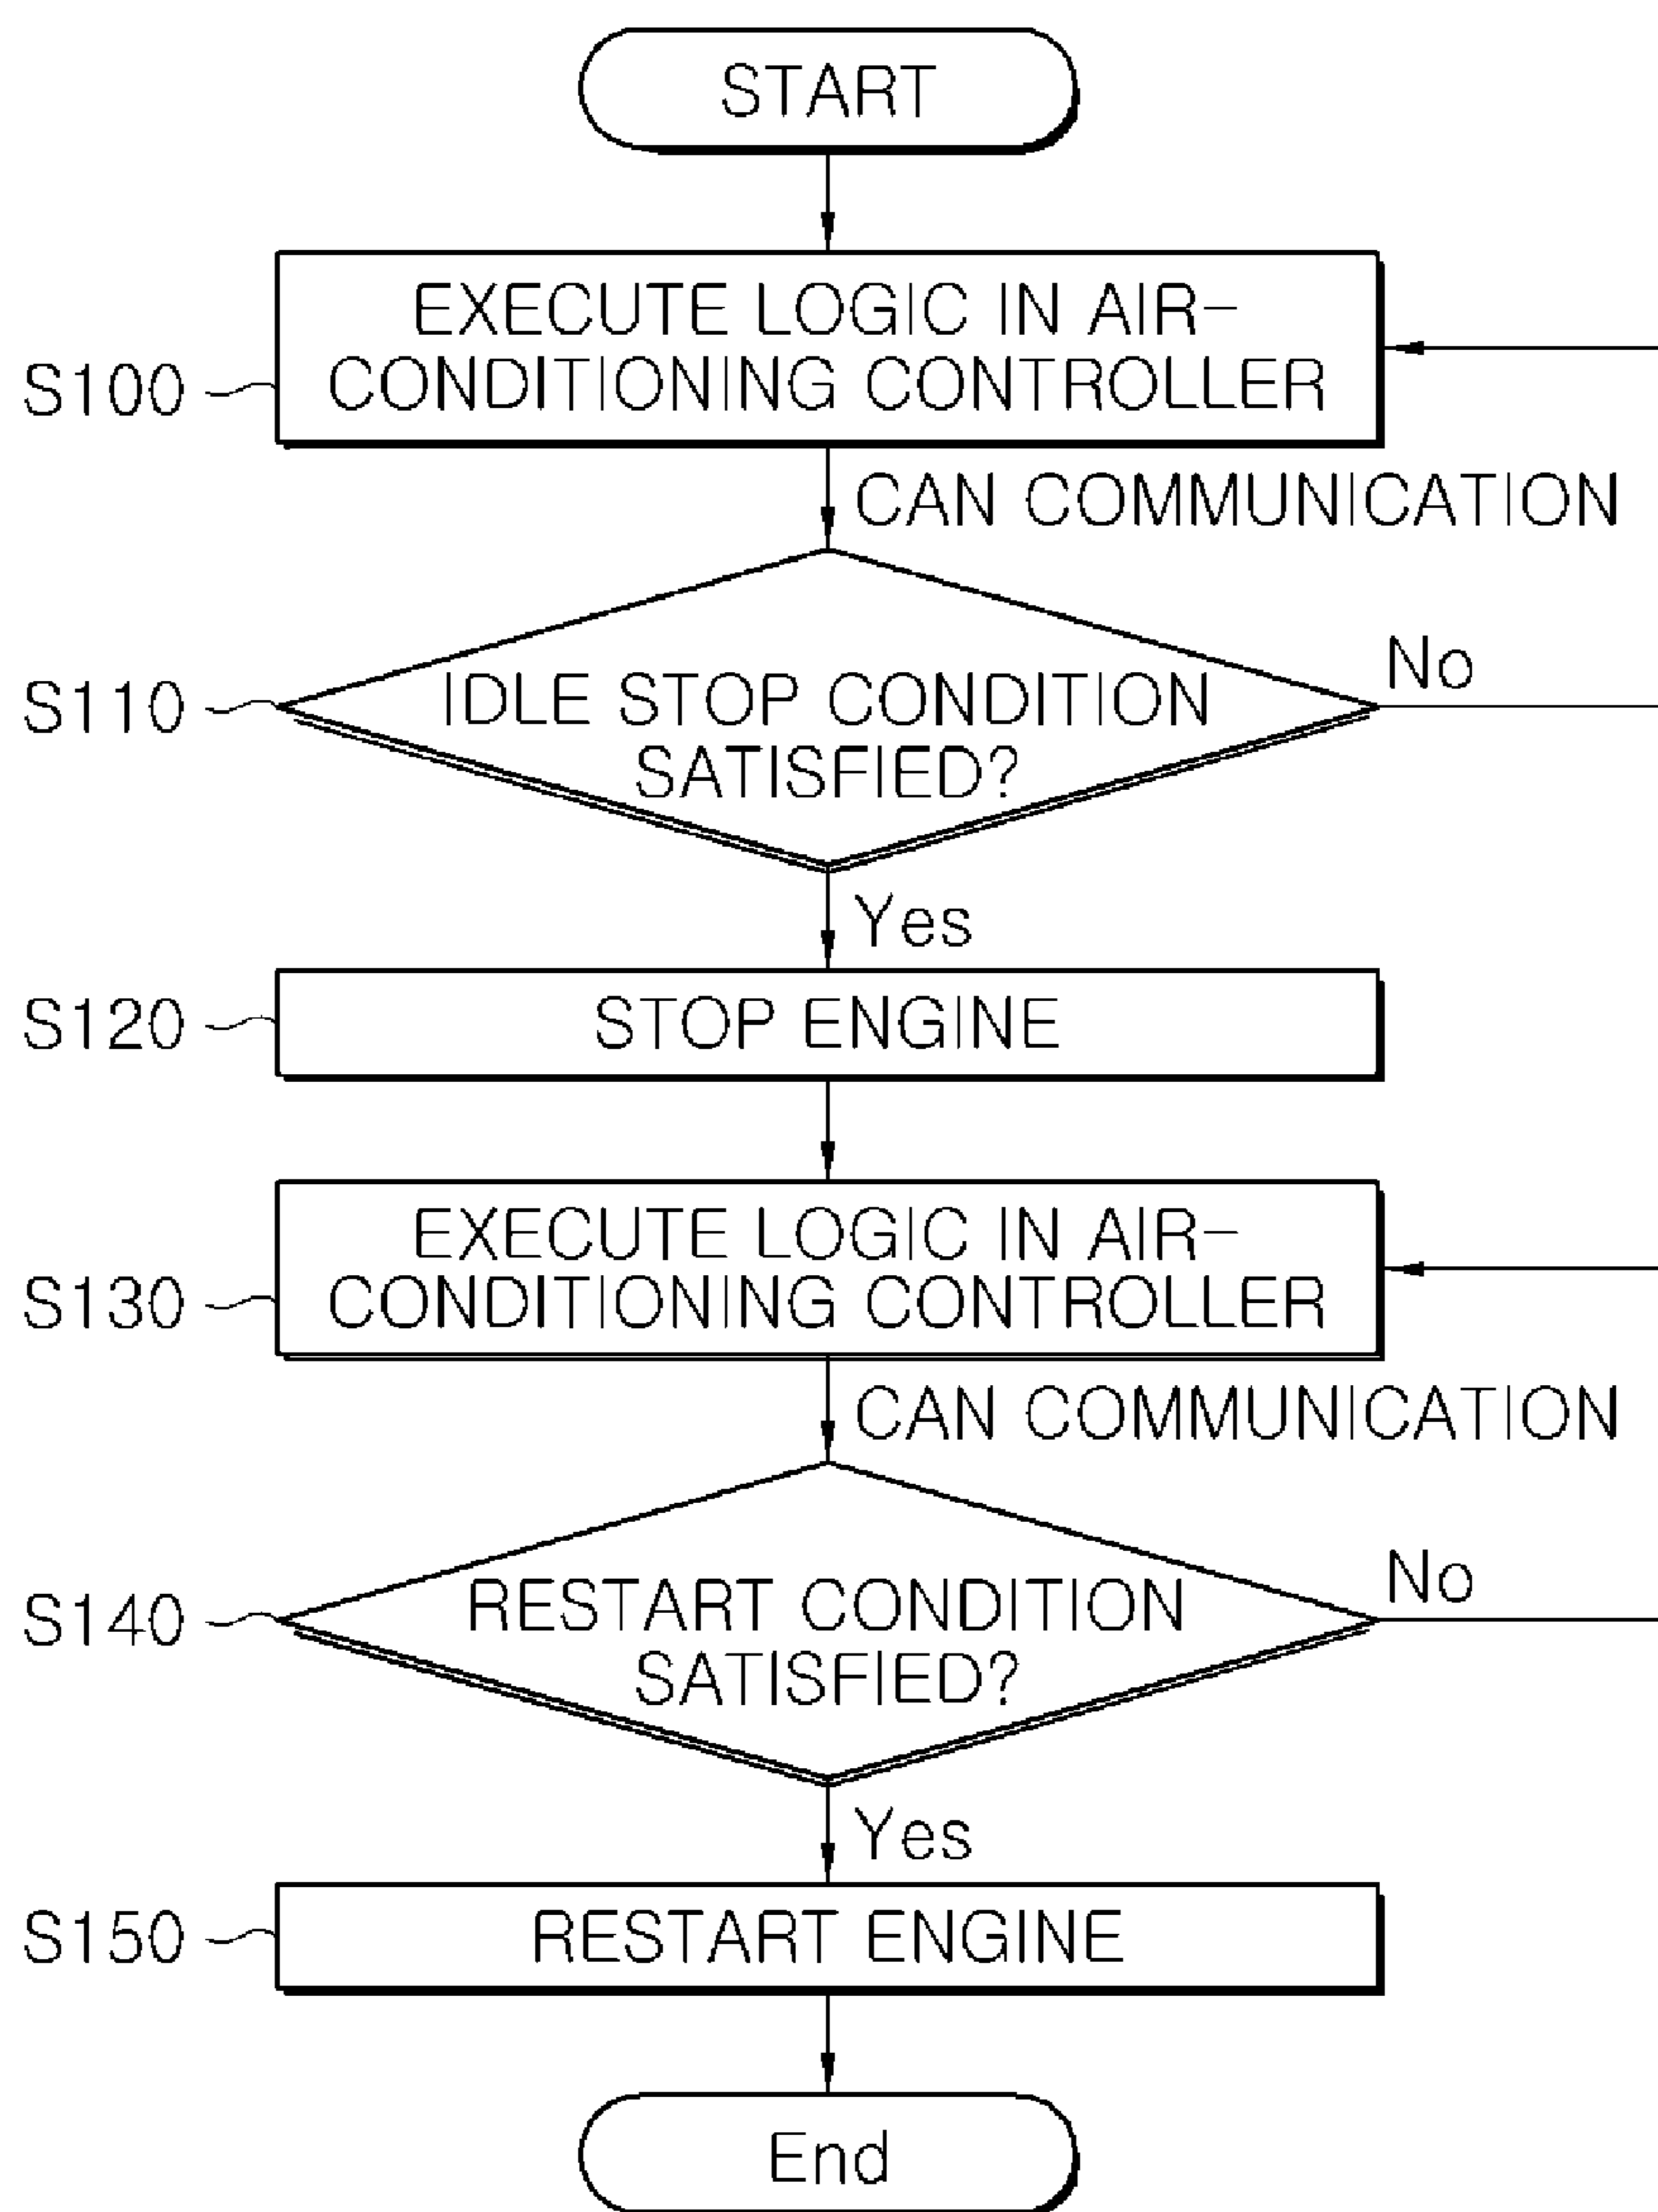 START
EXECUTE LOGIC IN AIR-
CONDITIONING CONTROLLER
S100
CAN COMMUNICATION
IDLE STOP CONDITION
SATISFIED?
S110
No
Yes
STOP ENGINE
S120
EXECUTE LOGIC IN AIR-
CONDITIONING CONTROLLER
S130
CAN COMMUNICATION
RESTART CONDITION
SATISFIED?
S140
No
Yes
RESTART ENGINE
S150
End